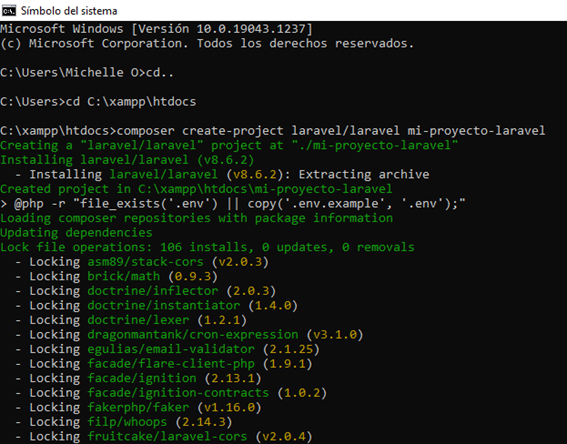 Símbolo del sistema
Microsoft Windows [Versión 10.0.19043.1237]
(c) Microsoft Corporation. Todos los derechos reservados.
C:\Users\Michelle O>cd..
C:\Users>cd C:\xampp\htdocs
C:\xampp\htdocs>composer create-project laravel/laravel mi-proyecto-laravel
Creating a "laravel/laravel" project at "./mi-proyecto-laravel"
Installing laravel/laravel (v8.6.2)
  - Installing laravel/laravel (v8.6.2): Extracting archive
Created project in C:\xampp\htdocs\mi-proyecto-laravel
> @php -r "file_exists('.env') || copy('.env.example', '.env');"
Loading composer repositories with package information
Updating dependencies
Lock file operations: 106 installs, 0 updates, 0 removals
  - Locking asm89/stack-cors (v2.0.3)
  - Locking brick/math (0.9.3)
  - Locking doctrine/inflector (2.0.3)
  - Locking doctrine/instantiator (1.4.0)
  - Locking doctrine/lexer (1.2.1)
  - Locking dragonmantank/cron-expression (v3.1.0)
  - Locking egulias/email-validator (2.1.25)
  - Locking facade/flare-client-php (1.9.1)
  - Locking facade/ignition (2.13.1)
  - Locking facade/ignition-contracts (1.0.2)
  - Locking fakerphp/faker (v1.16.0)
  - Locking filp/whoops (2.14.3)
  - Locking fruitcake/laravel-cors (v2.0.4)